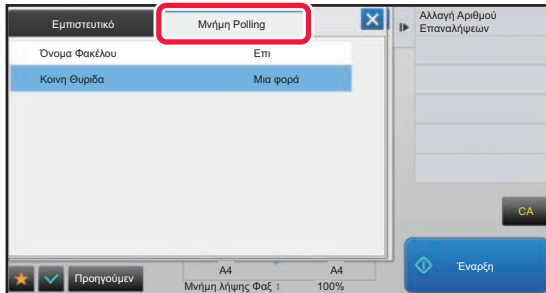 Εμπιστευτικό
Μνήμη Polling
Όνομα Φακέλου Επι
Κοινη Θυριδα Μια φορά
Αλλαγή Αριθμού
Επαναλήψεων
CA
Έναρξη
Προηγούμεν
A4 A4
Μνήμη λήψης Φαξ : 100%